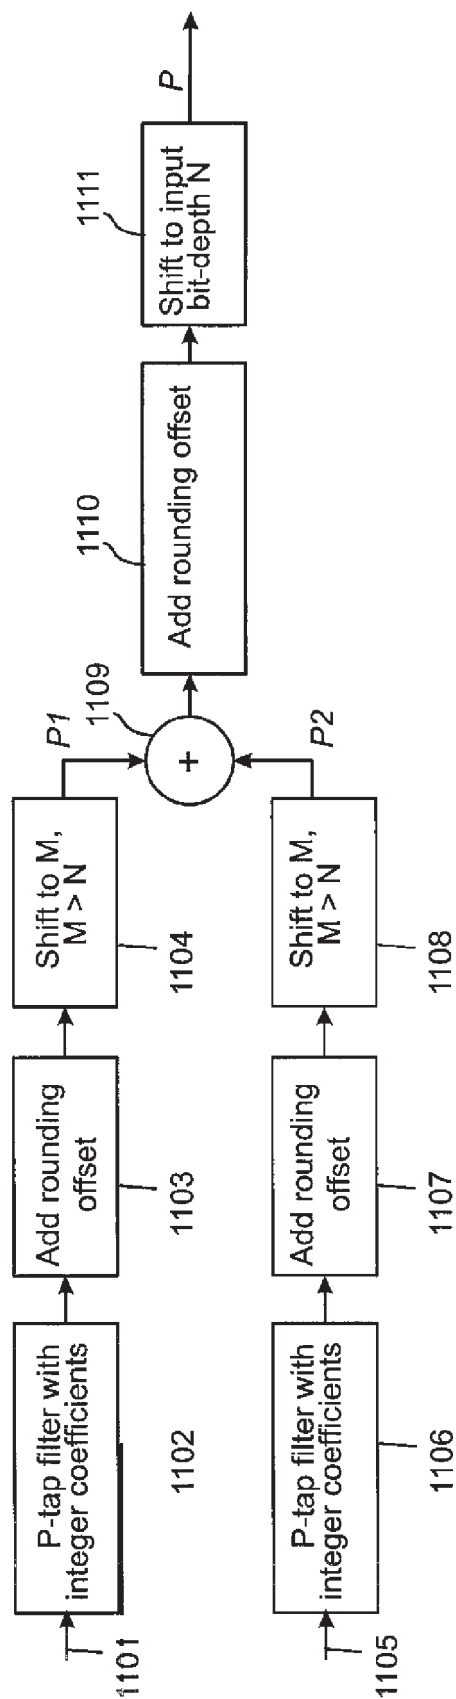 1101
P-tap filter with
integer coefficients
1102
Add rounding
offset
1103
Shift to M,
M > N
1104
P1
1105
P-tap filter with
integer coefficients
1106
Add rounding
offset
1107
Shift to M,
M > N
1108
P2
1109
+
1110
Add rounding offset
1111
Shift to input
bit-depth N
P